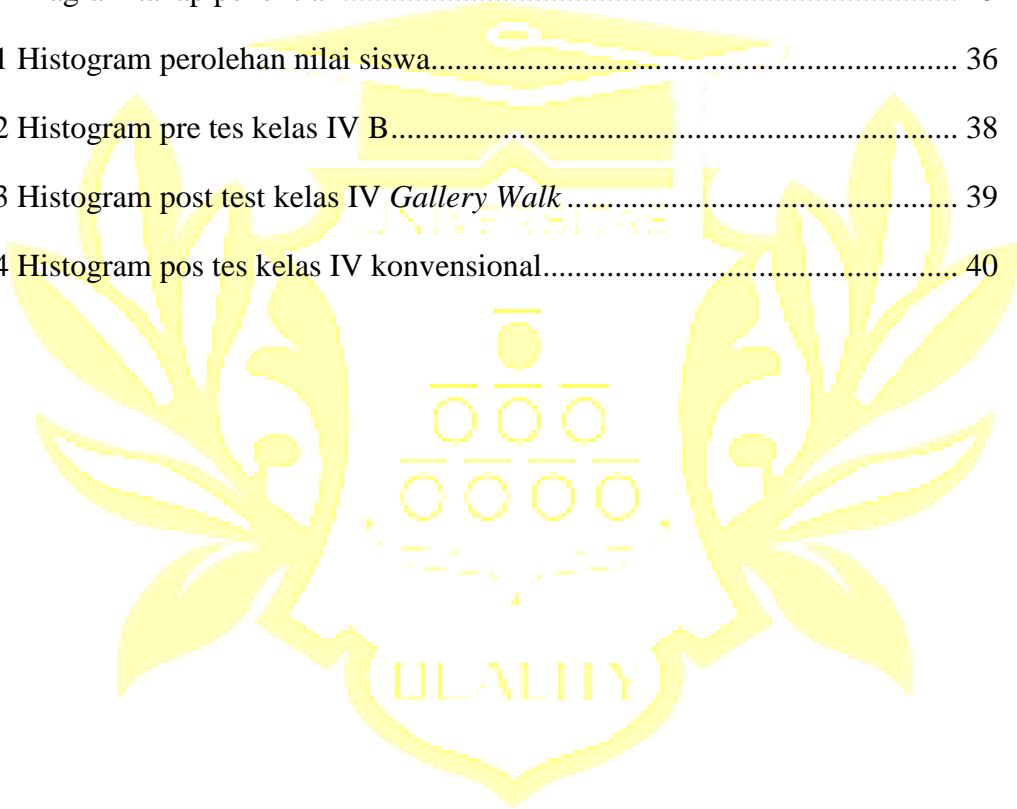 1 Histogram perolehan nilai siswa.................................................................. 36
2 Histogram pre tes kelas IV B....................................................................... 38
3 Histogram post test kelas IV Gallery Walk................................................. 39
4 Histogram pos tes kelas IV konvensional.................................................... 40